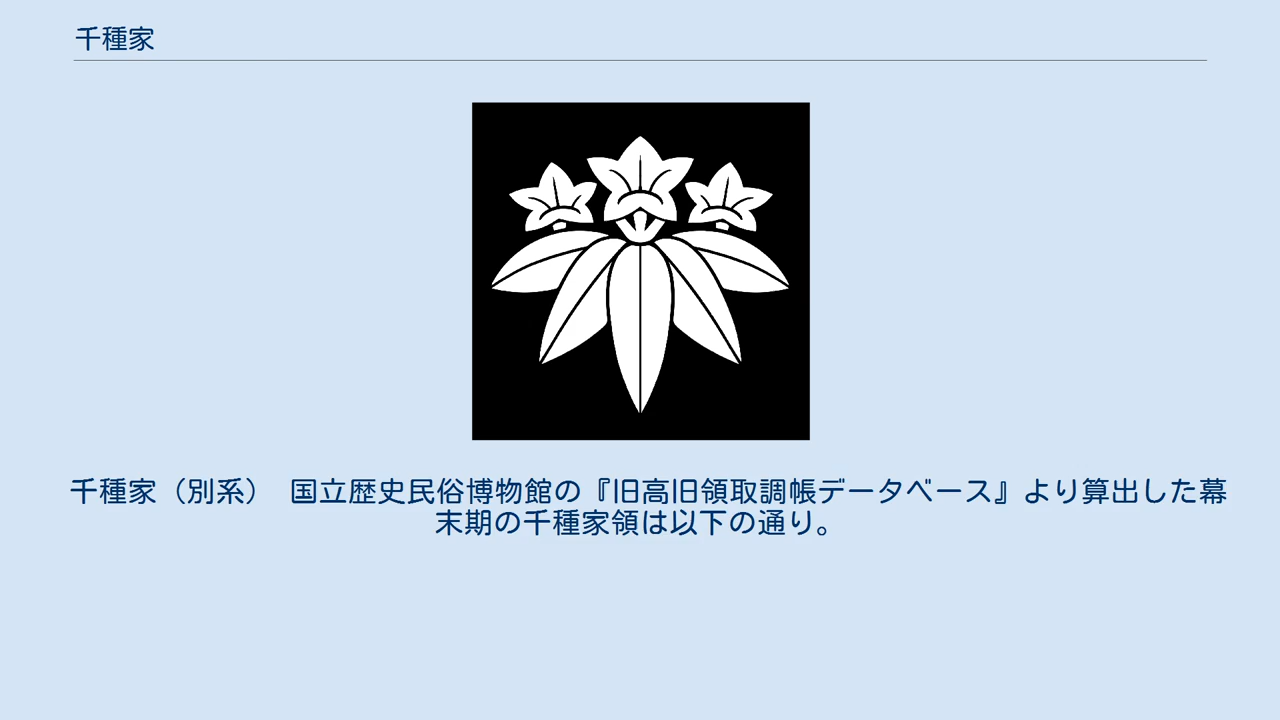 千種家
千種家（別系） 国立歴史民俗博物館の『旧高旧領取調帳データベース』より算出した幕
末期の千種家領は以下の通り。